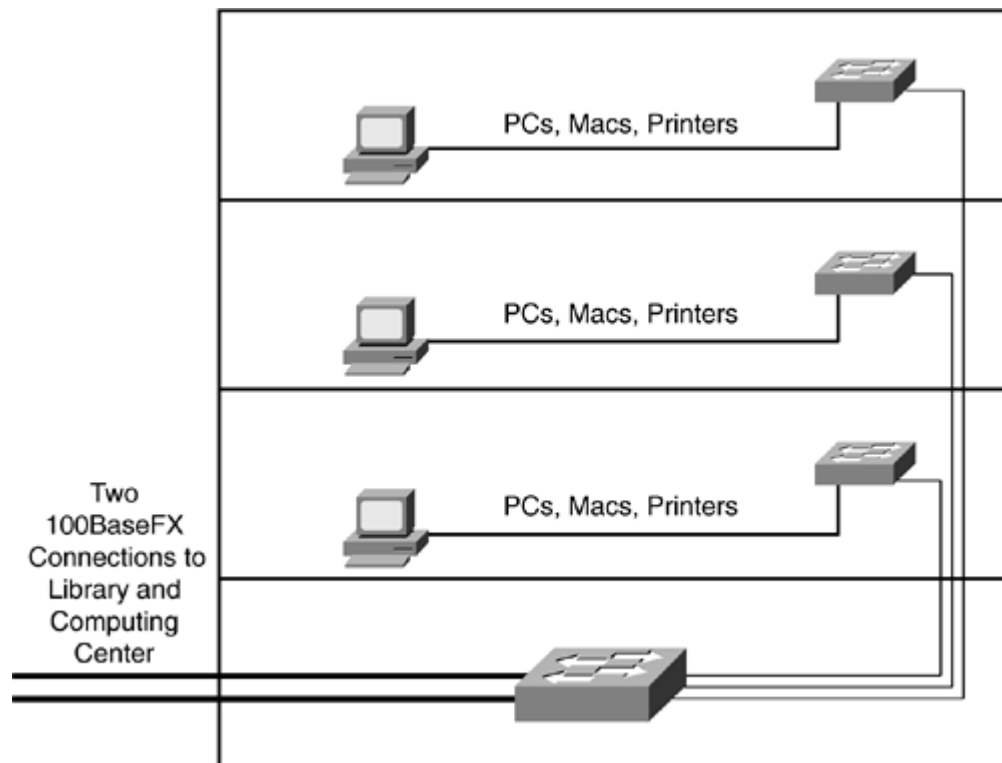 PCs, Macs, Printers
PCs, Macs, Printers
PCs, Macs, Printers
Two
100BaseFX
Connections to
Library and
Computing
Center